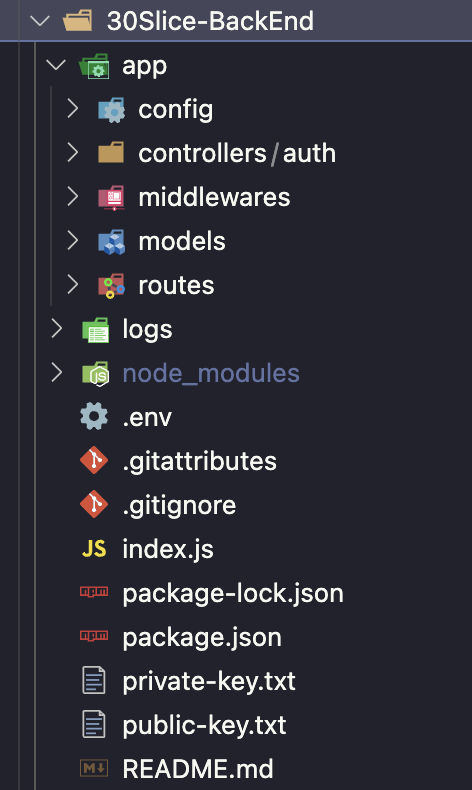 30Slice-BackEnd
app
config
controllers/auth
middlewares
models
routes
logs
node_modules
.env
.gitattributes
.gitignore
JS index.js
package-lock.json
package.json
private-key.txt
public-key.txt
README.md